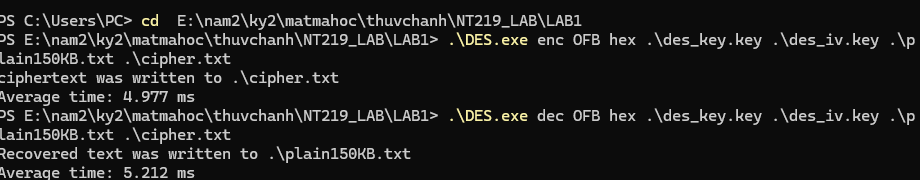 PS C:\Users\PC> cd  E:\nam2\ky2\matmahoc\thuvchanh\NT219_LAB\LAB1
PS E:\nam2\ky2\matmahoc\thuvchanh\NT219_LAB\LAB1> .\DES.exe enc OFB hex .\des_key.key .\des_iv.key .\p
lain150KB.txt .\cipher.txt
ciphertext was written to .\cipher.txt
Average time: 4.977 ms
PS E:\nam2\ky2\matmahoc\thuvchanh\NT219_LAB\LAB1> .\DES.exe dec OFB hex .\des_key.key .\des_iv.key .\p
lain150KB.txt .\cipher.txt
Recovered text was written to .\plain150KB.txt
Average time: 5.212 ms